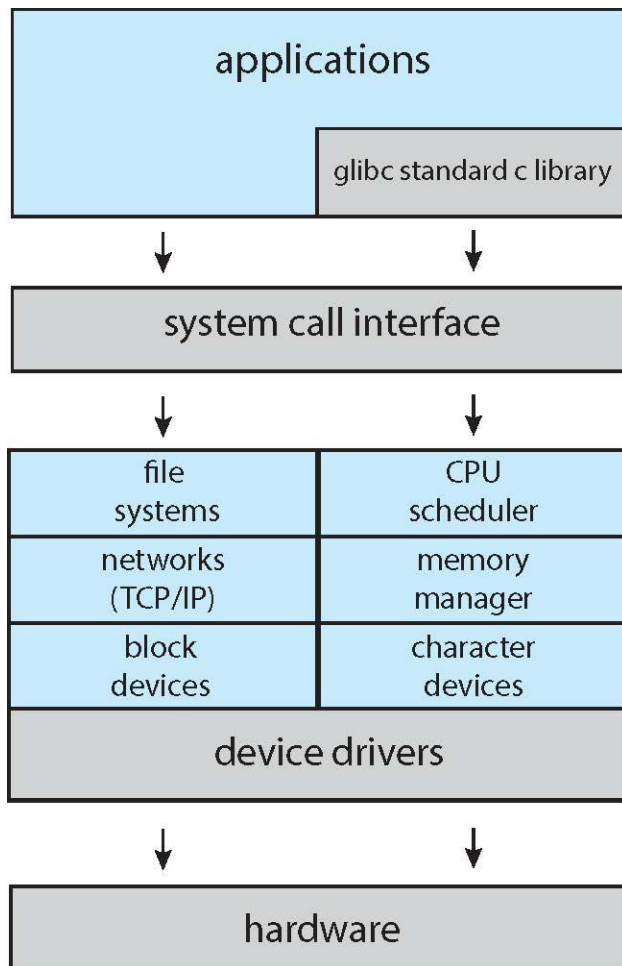 applications
glibc standard c library
system call interface
file
systems
CPU
scheduler
networks
(TCP/IP)
memory
manager
block
devices
character
devices
device drivers
hardware